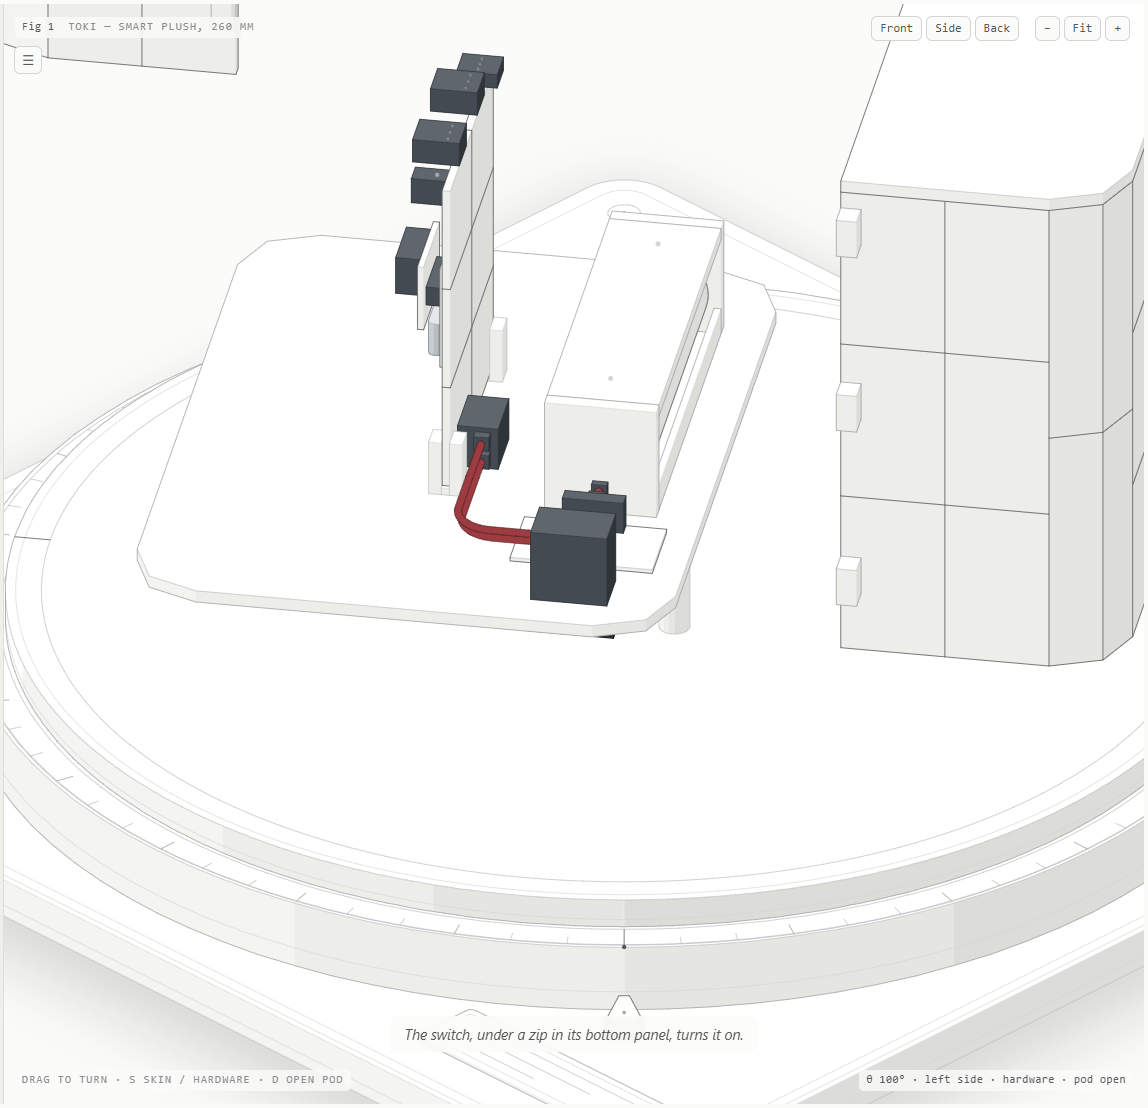 Fig 1 TOKI — SMART PLUSH, 260 MM
Front Side Back − Fit +
The switch, under a zip in its bottom panel, turns it on.
DRAG TO TURN · S SKIN / HARDWARE · D OPEN POD
θ 100° · left side · hardware · pod open